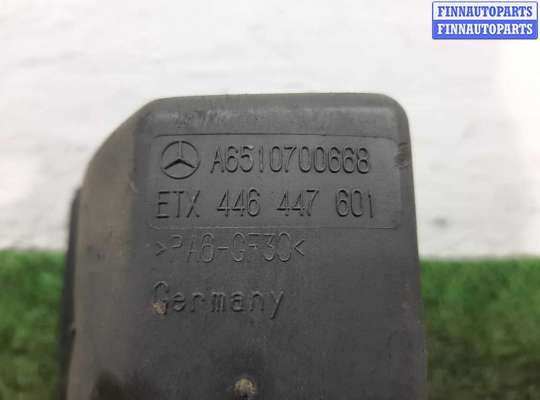 FINNAUTOPARTS
FINNAUTOPARTS
A6510700668
ETX 446 447 601
>PA6-GF30<
Germany